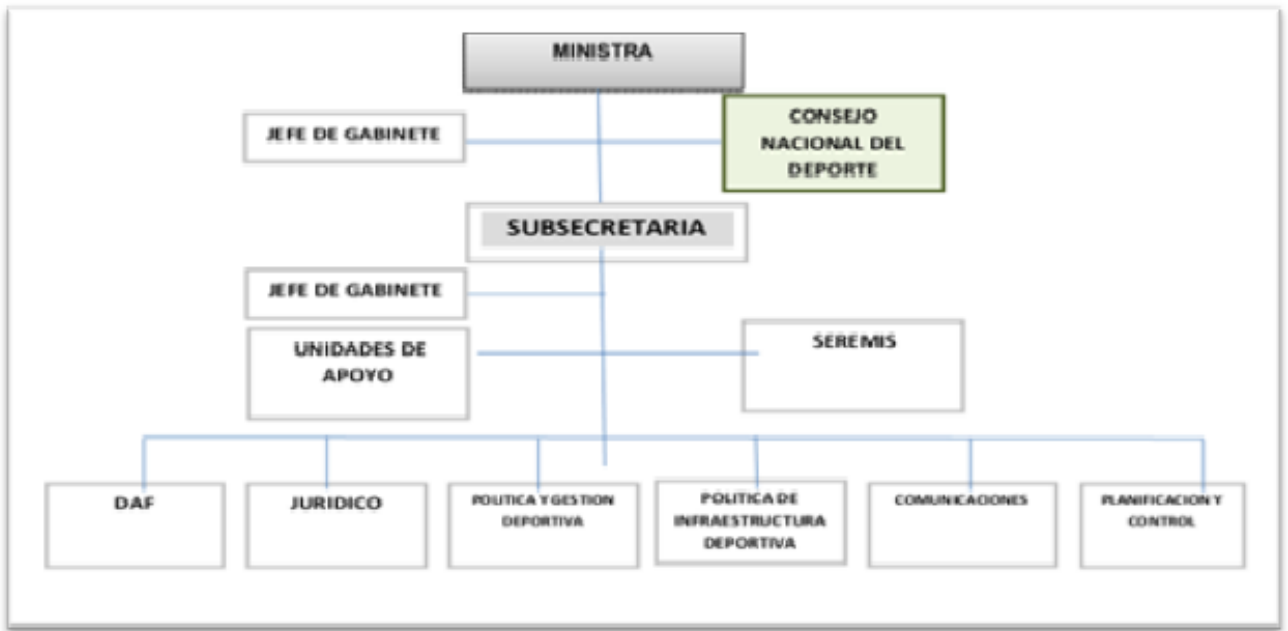 MINISTRA
JEFE DE GABINETE
CONSEJO
NACIONAL DEL
DEPORTE
SUBSECRETARIA
JEFE DE GABINETE
UNIDADES DE
APOYO
SEREMIS
DAF
JURIDICO
POLITICA Y GESTION
DEPORTIVA
POLITICA DE
INFRAESTRUCTURA
DEPORTIVA
COMUNICACIONES
PLANIFICACION Y
CONTROL